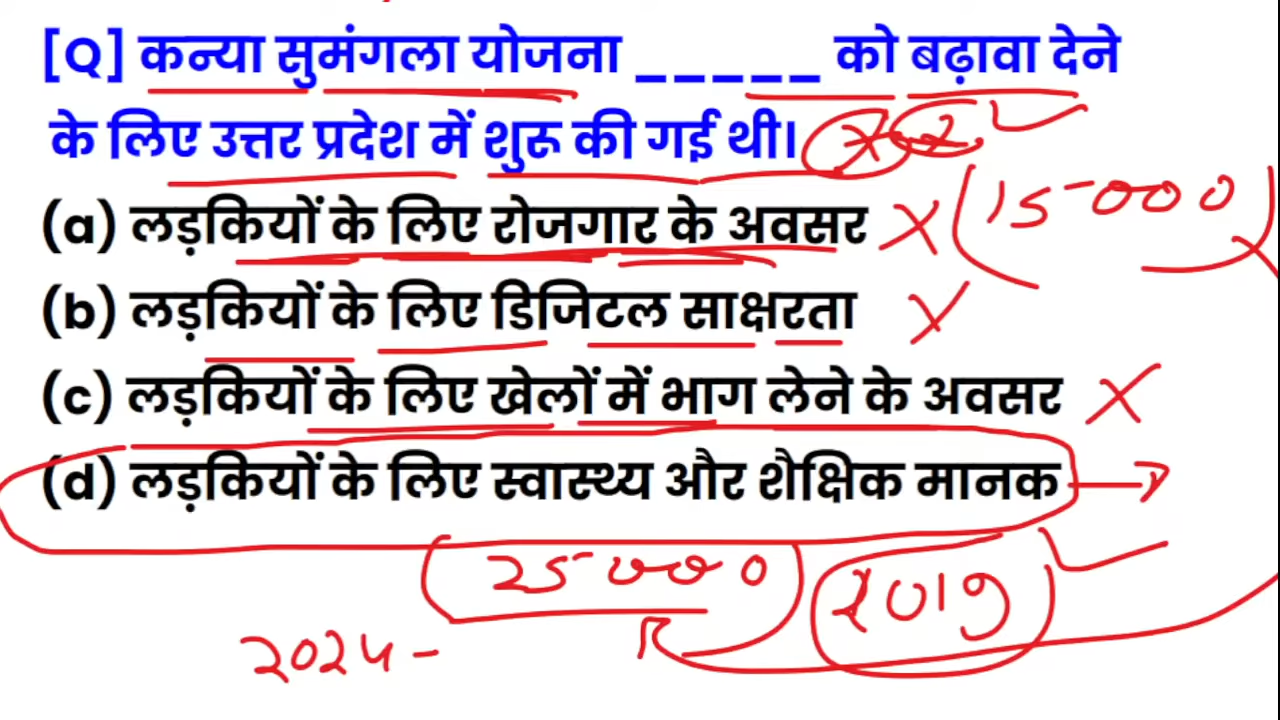 [Q] कन्या सुमंगला योजना _____ को बढ़ावा देने
के लिए उत्तर प्रदेश में शुरू की गई थी।
(a) लड़कियों के लिए रोजगार के अवसर
15000
(b) लड़कियों के लिए डिजिटल साक्षरता
(c) लड़कियों के लिए खेलों में भाग लेने के अवसर
(d) लड़कियों के लिए स्वास्थ्य और शैक्षिक मानक
25000
2019
2024 -